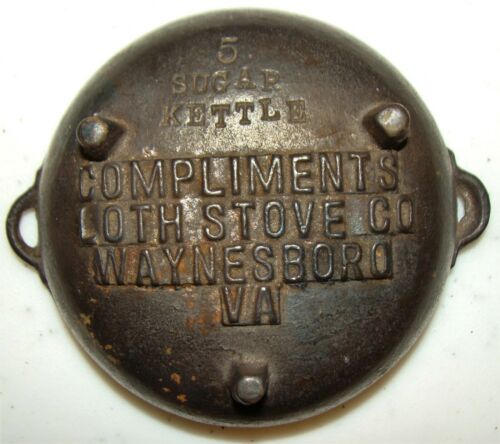 5
SUGAR
KETTLE
COMPLIMENTS
LOTH STOVE CO
WAYNESBORO
VA